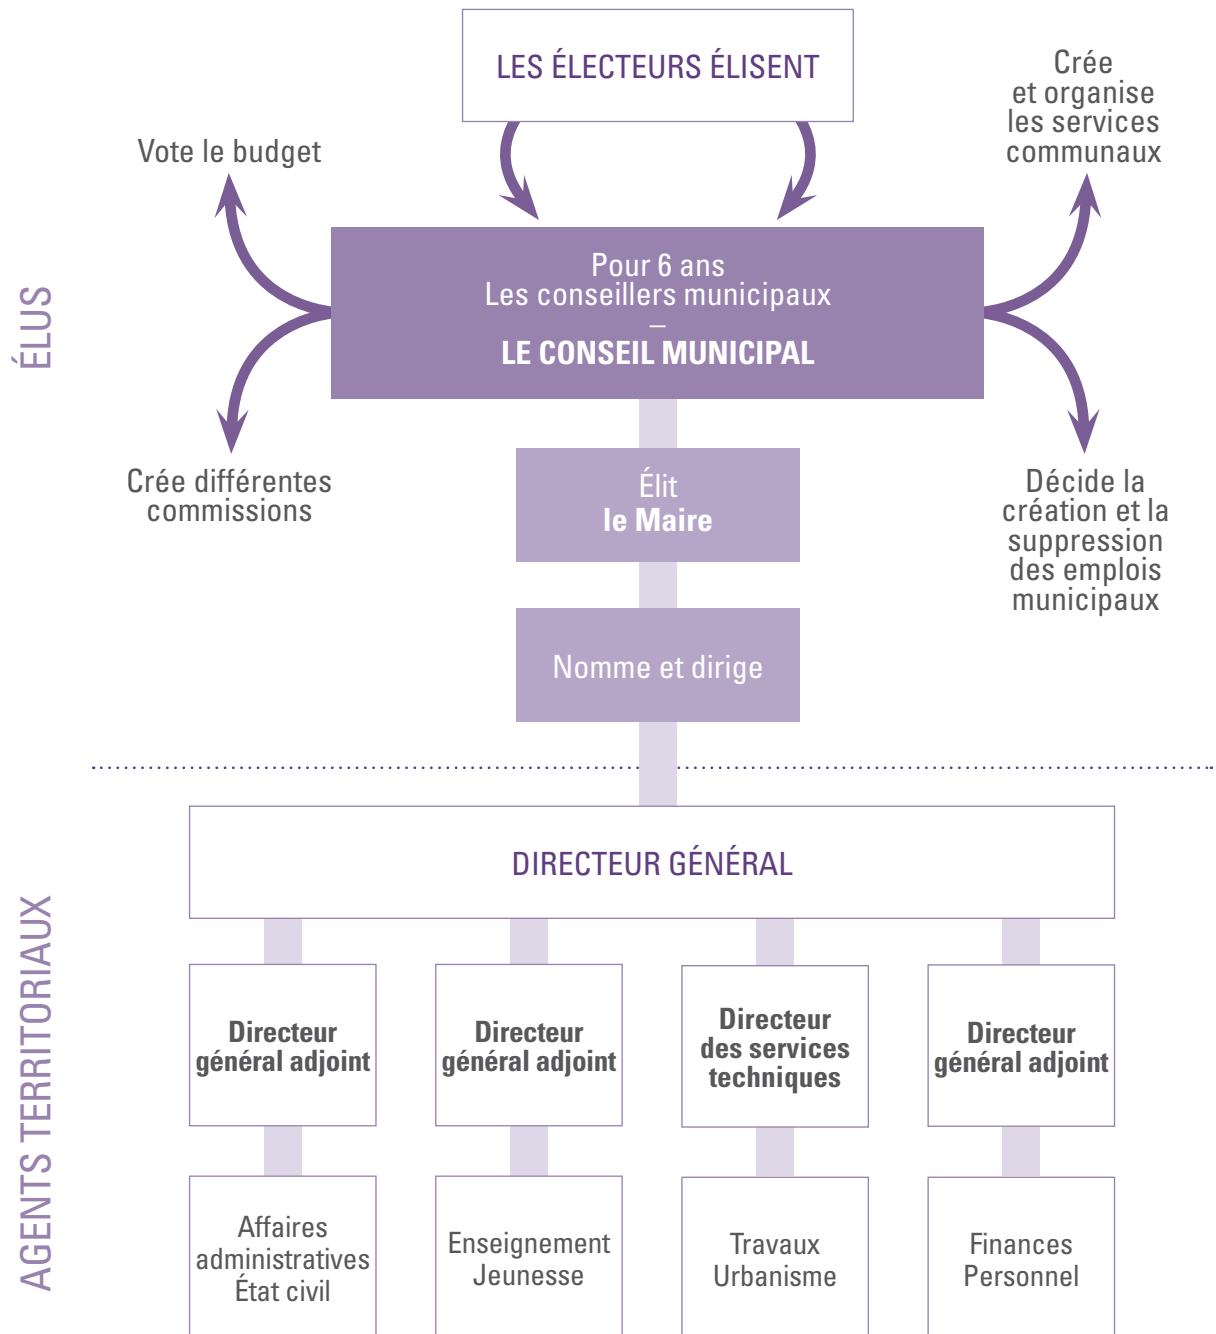 LES ÉLECTEURS ÉLISENT
Vote le budget
Crée
et organise
les services
communaux
ÉLUS
Pour 6 ans
Les conseillers municipaux
–
LE CONSEIL MUNICIPAL
Crée différentes
commissions
Élit
le Maire
Décide la
création et la
suppression
des emplois
municipaux
Nomme et dirige
AGENTS TERRITORIAUX
DIRECTEUR GÉNÉRAL
Directeur
général adjoint
Directeur
général adjoint
Directeur
des services
techniques
Directeur
général adjoint
Affaires
administratives
État civil
Enseignement
Jeunesse
Travaux
Urbanisme
Finances
Personnel